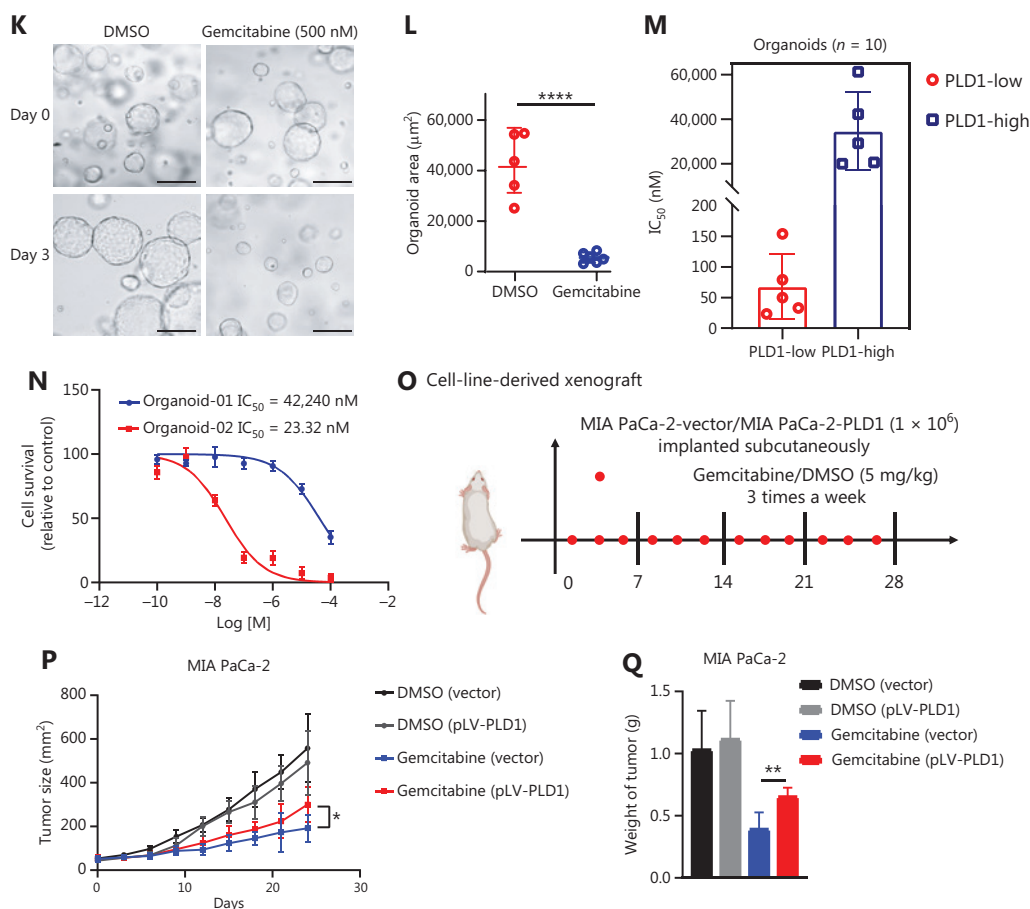 K
DMSO
Gemcitabine (500 nM)
Day 0
Day 3
L
****
Organoid area (μm²)
60,000
40,000
20,000
0
DMSO
Gemcitabine
M
Organoids (n = 10)
IC₅₀ (nM)
60,000
40,000
20,000
200
150
100
50
0
PLD1-low
PLD1-high
PLD1-low
PLD1-high
N
Cell survival
(relative to control)
150
100
50
0
Organoid-01 IC₅₀ = 42,240 nM
Organoid-02 IC₅₀ = 23.32 nM
−12
−10
−8
−6
−4
−2
Log [M]
O
Cell-line-derived xenograft
MIA PaCa-2-vector/MIA PaCa-2-PLD1 (1 × 10⁶)
implanted subcutaneously
Gemcitabine/DMSO (5 mg/kg)
3 times a week
0
7
14
21
28
P
MIA PaCa-2
Tumor size (mm²)
800
600
400
200
0
0
10
20
30
Days
DMSO (vector)
DMSO (pLV-PLD1)
Gemcitabine (vector)
Gemcitabine (pLV-PLD1)
*
Q
MIA PaCa-2
Weight of tumor (g)
1.5
1.0
0.5
0.0
**
DMSO (vector)
DMSO (pLV-PLD1)
Gemcitabine (vector)
Gemcitabine (pLV-PLD1)